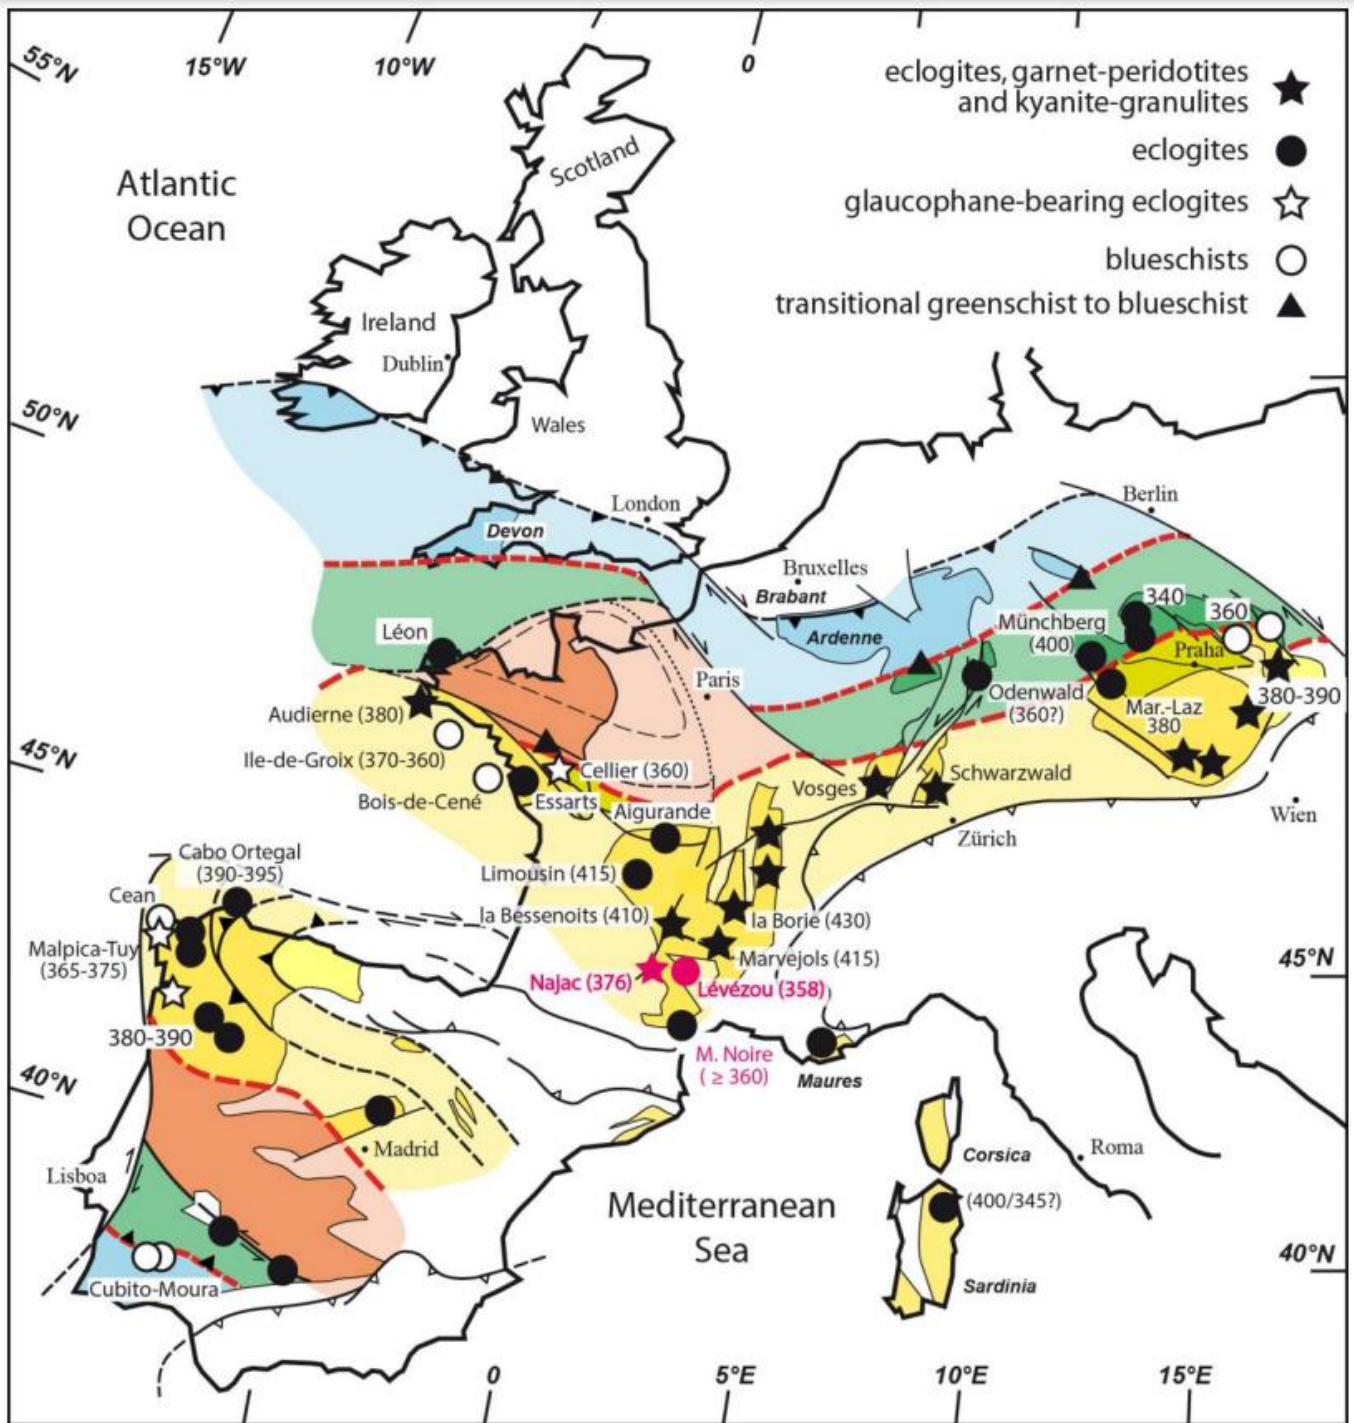 55°N
15°W
10°W
0
eclogites, garnet-peridotites
and kyanite-granulites
eclogites
glaucophane-bearing eclogites
blueschists
transitional greenschist to blueschist
Atlantic
Ocean
Scotland
Ireland
Dublin
Wales
50°N
London
Devon
Berlin
Bruxelles
Brabant
Ardenne
Léon
Münchberg
(400)
340
360
Praha
Paris
Odenwald
(360?)
Mar.-Laz
380
380-390
Audierne (380)
45°N
Ile-de-Groix (370-360)
Cellier (360)
Bois-de-Cené
Essarts
Aigurande
Vosges
Schwarzwald
Wien
Zürich
Cabo Ortegal
(390-395)
Limousin (415)
Cean
la Bessenoits (410)
la Borie (430)
Malpica-Tuy
(365-375)
Marvejols (415)
45°N
Najac (376)
Lévézou (358)
380-390
M. Noire
( ≥ 360)
Maures
40°N
Madrid
Corsica
Roma
Lisboa
Mediterranean
Sea
(400/345?)
40°N
Cubito-Moura
Sardinia
0
5°E
10°E
15°E